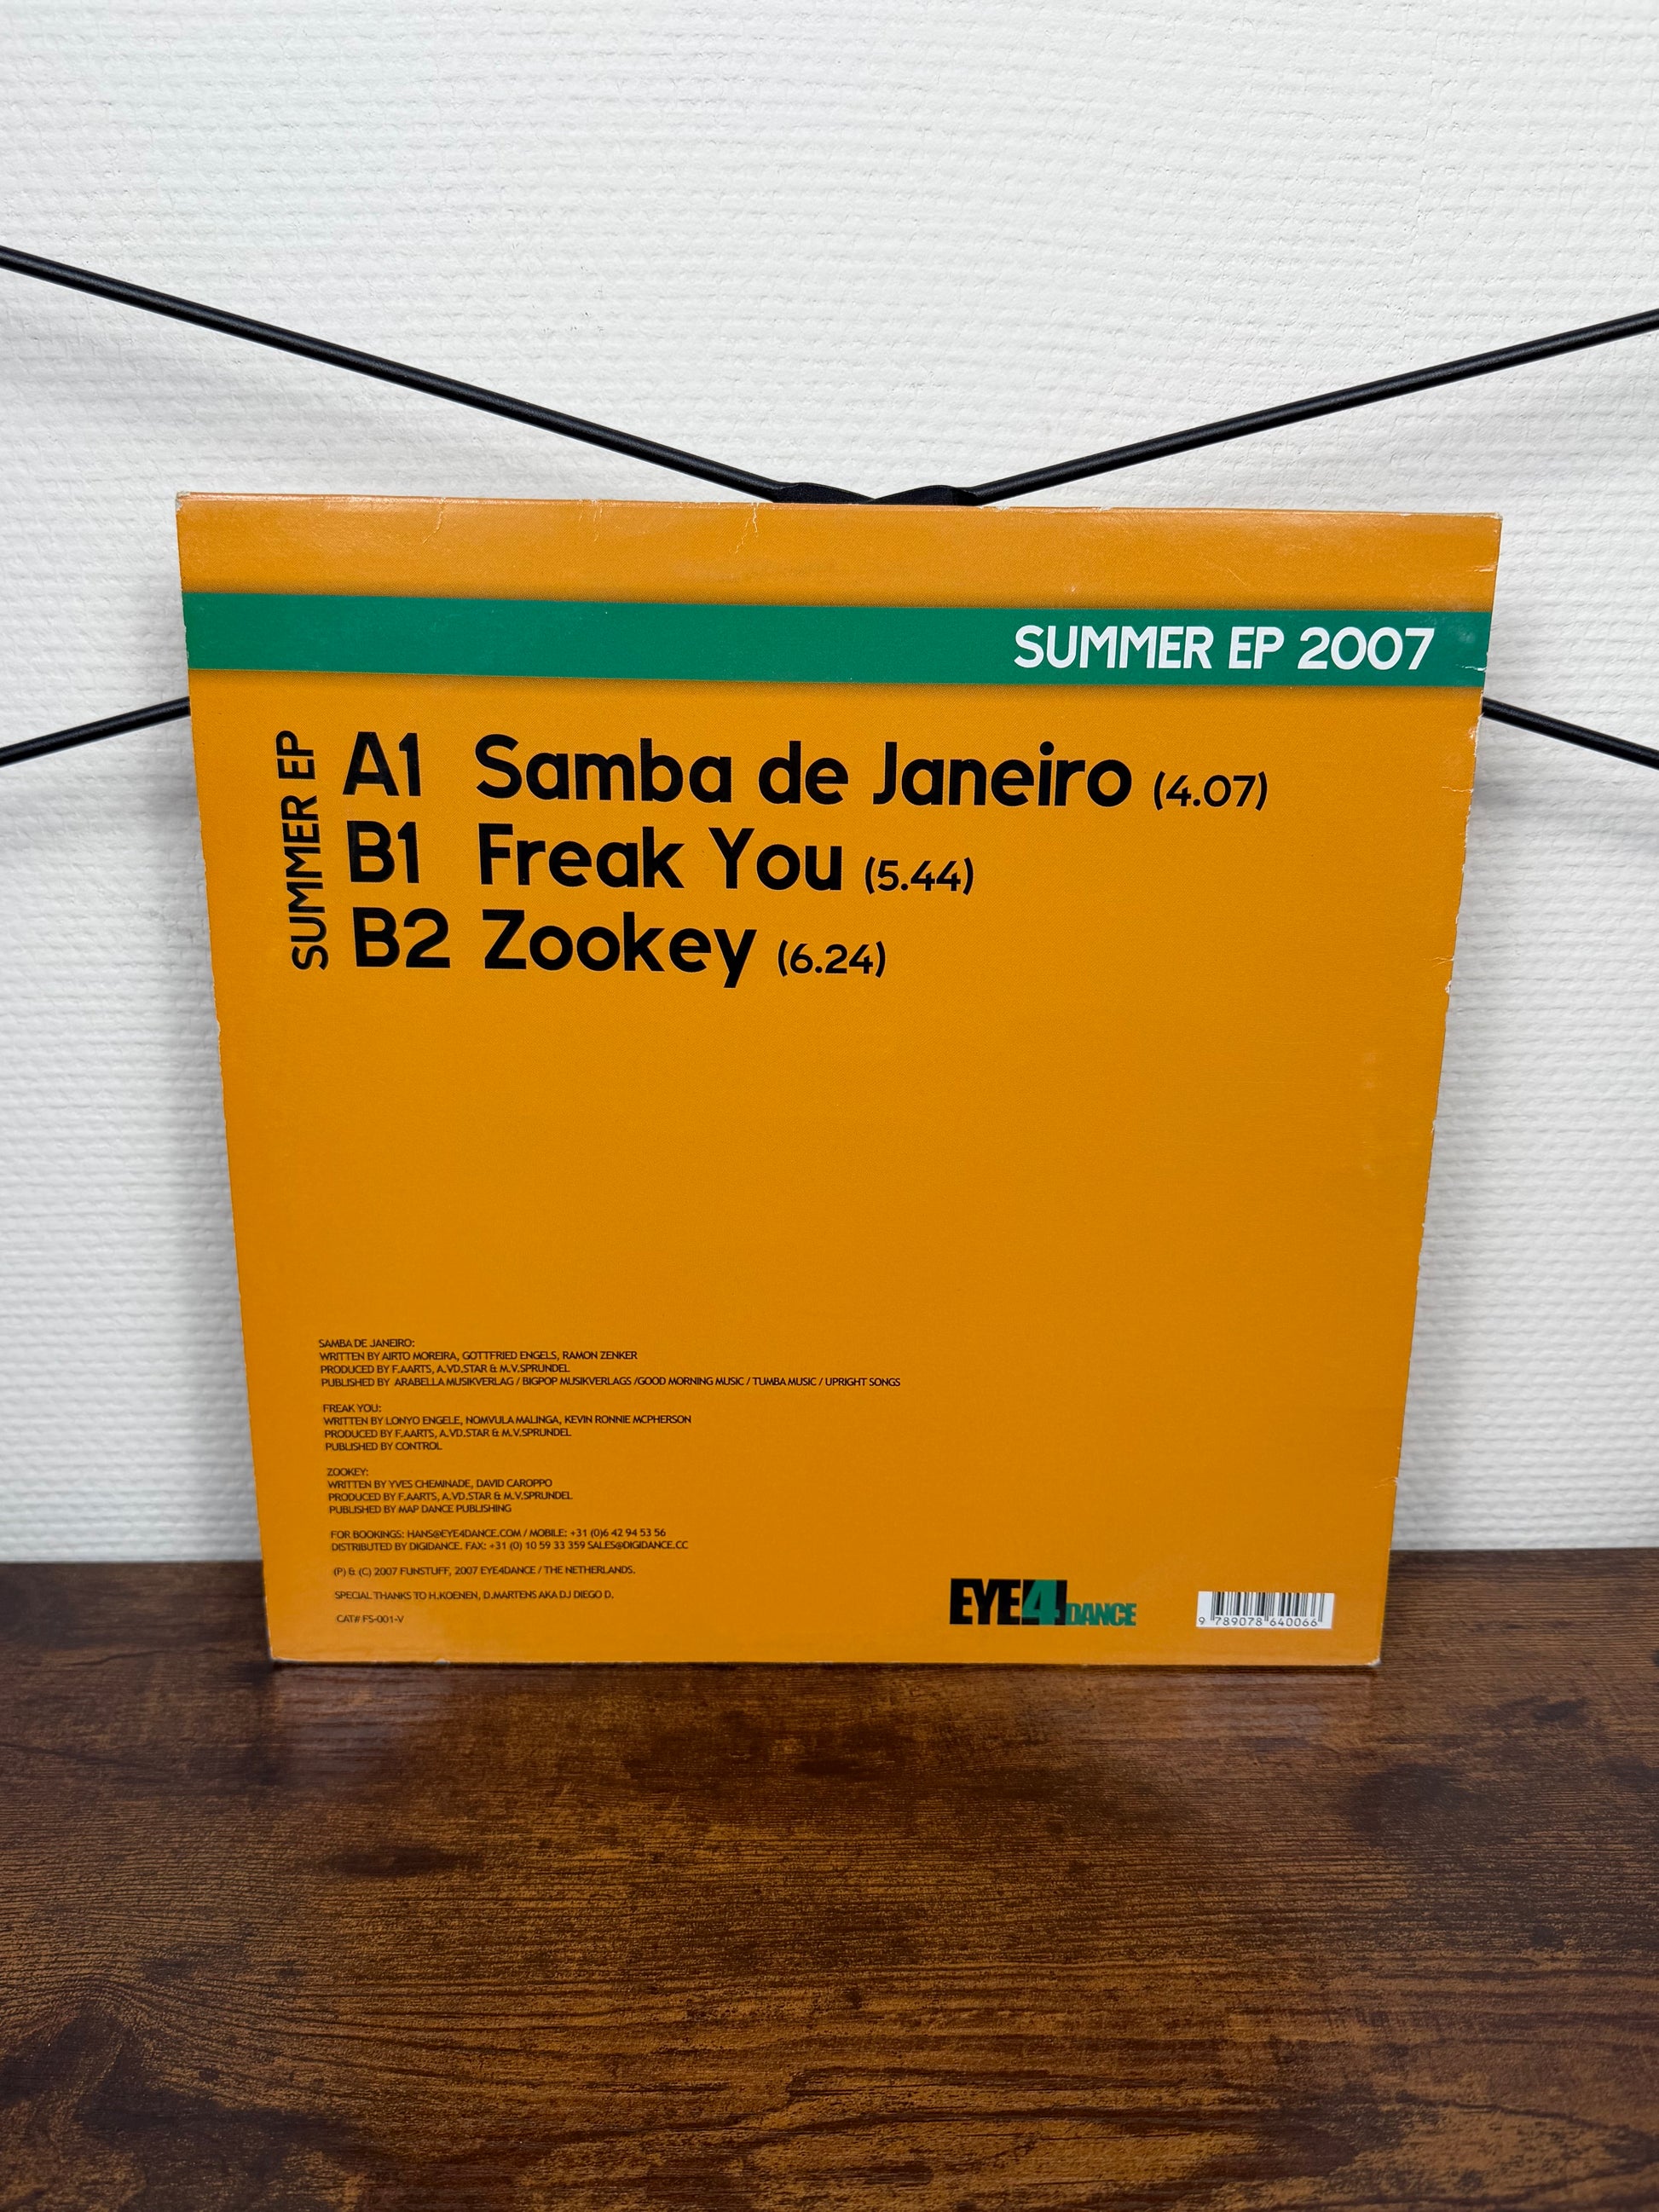 SUMMER EP 2007
SUMMER EP
A1 Samba de Janeiro (4.07)
B1 Freak You (5.44)
B2 Zookey (6.24)
SAMBA DE JANEIRO:
WRITTEN BY AIRTO MOREIRA, GOTTFRIED ENGELS, RAMON ZENKER
PRODUCED BY F.AARTS, A.VD.STAR & M.V.SPRUNDEL
PUBLISHED BY ARABELLA MUSIKVERLAG / BIGPOP MUSIKVERLAGS /GOOD MORNING MUSIC / TUMBA MUSIC / UPRIGHT SONGS
FREAK YOU:
WRITTEN BY LONYO ENGELE, NOMVULA MALINGA, KEVIN RONNIE MCPHERSON
PRODUCED BY F.AARTS, A.VD.STAR & M.V.SPRUNDEL
PUBLISHED BY CONTROL
ZOOKEY:
WRITTEN BY YVES CHEMINADE, DAVID CAROPPO
PRODUCED BY F.AARTS, A.VD.STAR & M.V.SPRUNDEL
PUBLISHED BY MAP DANCE PUBLISHING
FOR BOOKINGS: HANS@EYE4DANCE.COM / MOBILE: +31 (0)6 42 94 53 56
DISTRIBUTED BY DIGIDANCE. FAX: +31 (0) 10 59 33 359 SALES@DIGIDANCE.CC
(P) & (C) 2007 FUNSTUFF, 2007 EYE4DANCE / THE NETHERLANDS.
SPECIAL THANKS TO H.KOENEN, D.MARTENS AKA DJ DIEGO D.
CAT# FS-001-V
EYE4DANCE
9 789078 640066